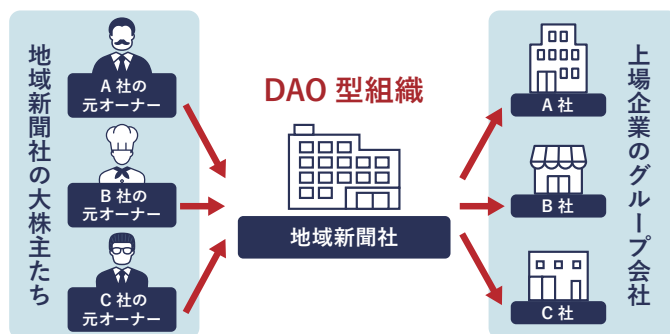 地域新聞社の大株主たち
A 社の
元オーナー
B 社の
元オーナー
C 社の
元オーナー
DAO 型組織
地域新聞社
A 社
B 社
C 社
上場企業のグループ会社